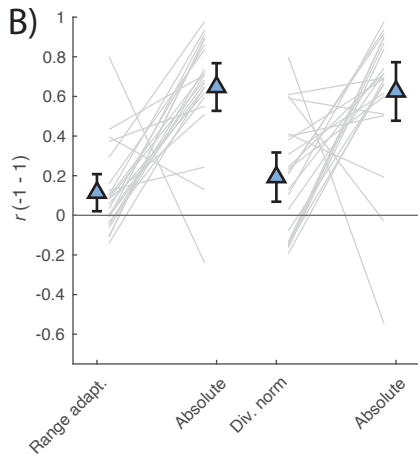 B)
r (-1 - 1)
1
0.8
0.6
0.4
0.2
0
-0.2
-0.4
-0.6
Range adapt.
Absolute
Div. norm
Absolute